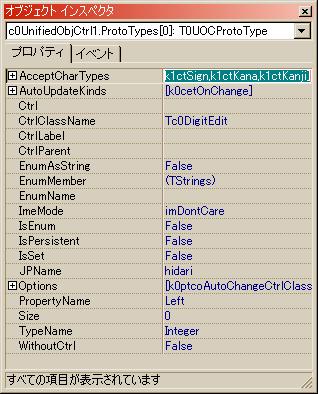 オブジェクト インスペクタ
c0UnifiedObjCtrl1.ProtoTypes[0]: T0UOCProtoType
プロパティ イベント
AcceptCharTypes k1ctSign,k1ctKana,k1ctKanji]
AutoUpdateKinds [k0cetOnChange]
Ctrl
CtrlClassName Tc0DigitEdit
CtrlLabel
CtrlParent
EnumAsString False
EnumMember (TStrings)
EnumName
ImeMode imDontCare
IsEnum False
IsPersistent False
IsSet False
JPName hidari
Options [k0ptcoAutoChangeCtrlClass
PropertyName Left
Size 0
TypeName Integer
WithoutCtrl False
すべての項目が表示されています